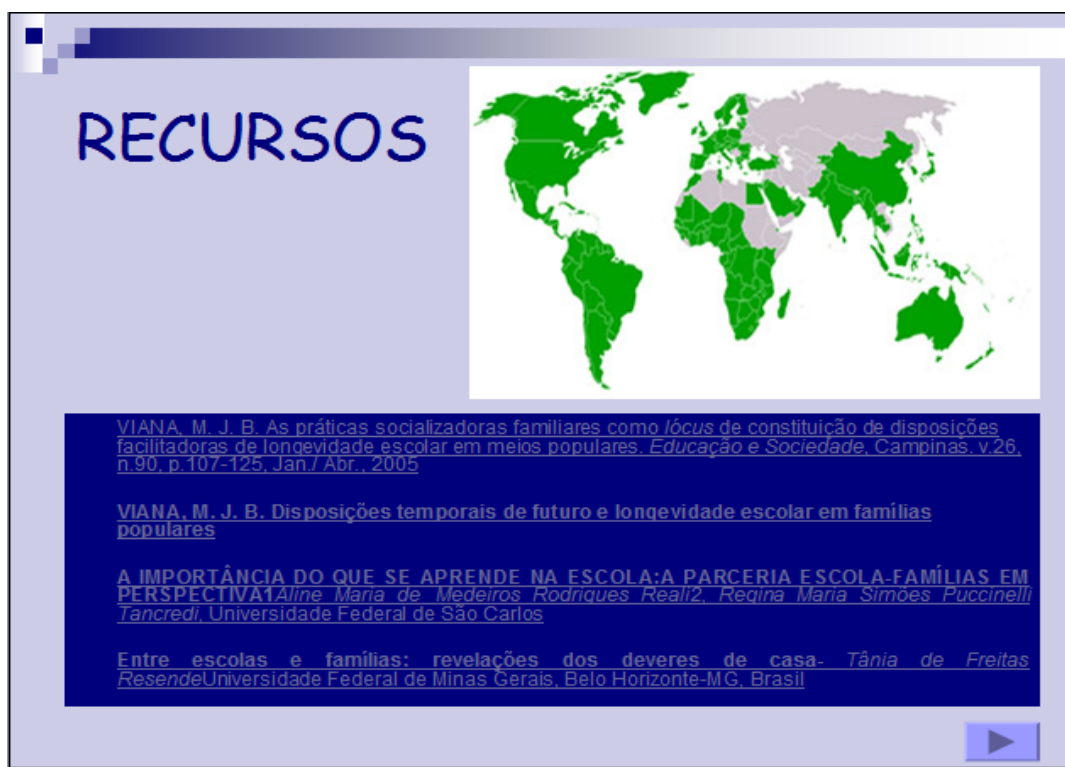 RECURSOS
VIANA, M. J. B. As práticas socializadoras familiares como lócus de constituição de disposições
facilitadoras de longevidade escolar em meios populares. Educação e Sociedade, Campinas. v.26,
n.90, p.107-125, Jan./ Abr., 2005
VIANA, M. J. B. Disposições temporais de futuro e longevidade escolar em famílias
populares
A IMPORTÂNCIA DO QUE SE APRENDE NA ESCOLA:A PARCERIA ESCOLA-FAMÍLIAS EM
PERSPECTIVA1Aline Maria de Medeiros Rodrigues Reali2, Regina Maria Simões Puccinelli
Tancredi, Universidade Federal de São Carlos
Entre escolas e famílias: revelações dos deveres de casa- Tânia de Freitas
ResendeUniversidade Federal de Minas Gerais, Belo Horizonte-MG, Brasil